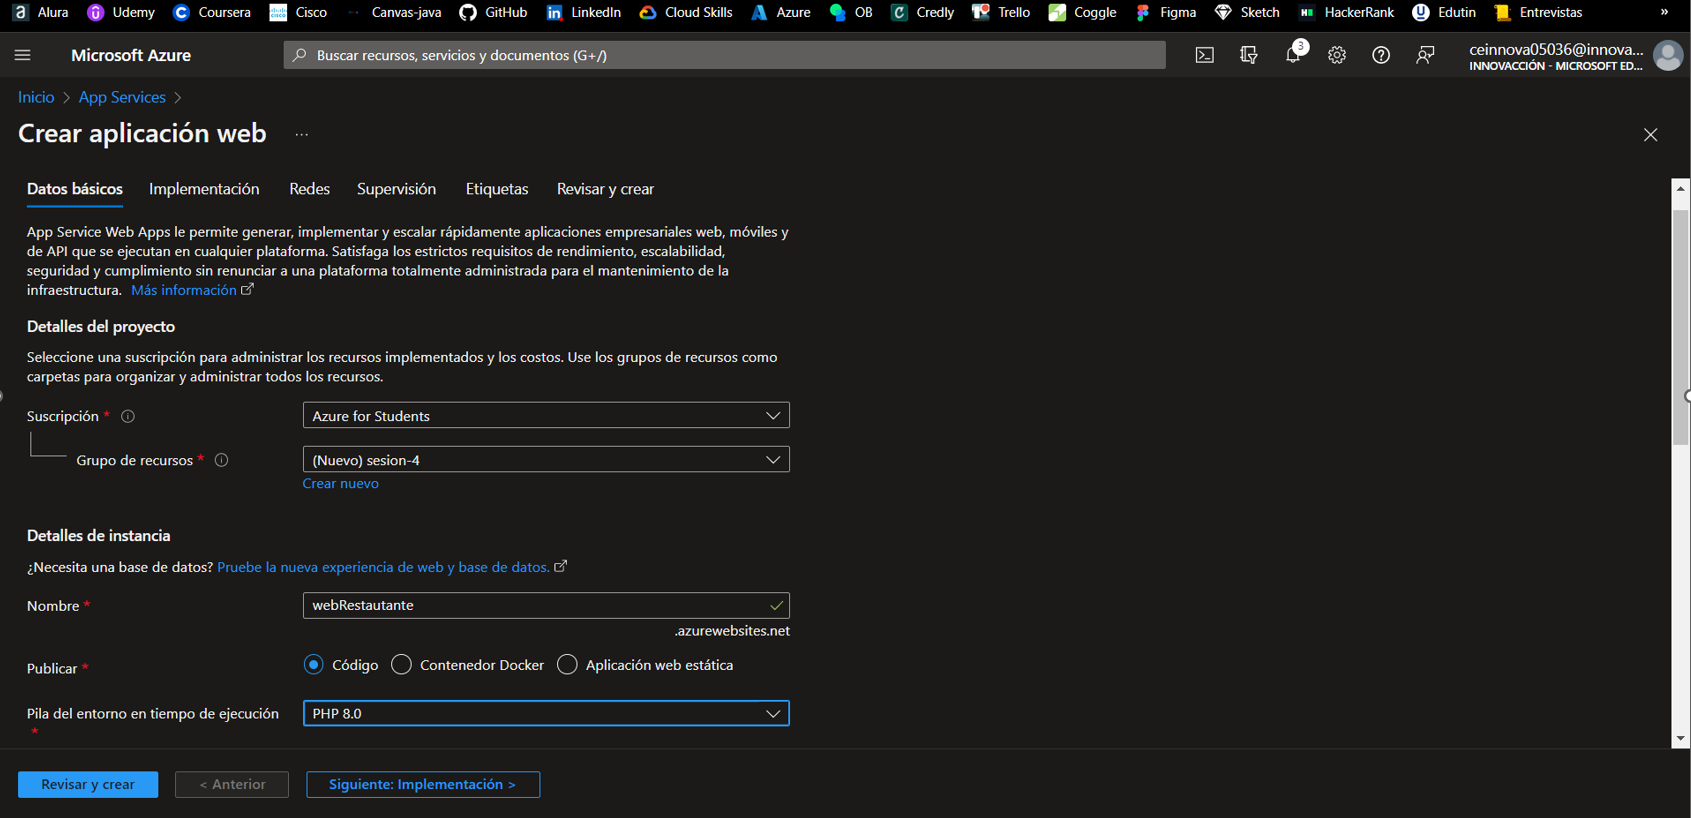 Alura Udemy Coursera Cisco Canvas-java GitHub LinkedIn Cloud Skills Azure OB Credly Trello Coggle Figma Sketch HackerRank Edutin Entrevistas »
Microsoft Azure
Buscar recursos, servicios y documentos (G+/)
3
ceinnova05036@innova...
INNOVACCIÓN - MICROSOFT ED...
Inicio > App Services >
Crear aplicación web ...
Datos básicos Implementación Redes Supervisión Etiquetas Revisar y crear
App Service Web Apps le permite generar, implementar y escalar rápidamente aplicaciones empresariales web, móviles y
de API que se ejecutan en cualquier plataforma. Satisfaga los estrictos requisitos de rendimiento, escalabilidad,
seguridad y cumplimiento sin renunciar a una plataforma totalmente administrada para el mantenimiento de la
infraestructura. Más información
Detalles del proyecto
Seleccione una suscripción para administrar los recursos implementados y los costos. Use los grupos de recursos como
carpetas para organizar y administrar todos los recursos.
Suscripción * Azure for Students
Grupo de recursos * (Nuevo) sesion-4
Crear nuevo
Detalles de instancia
¿Necesita una base de datos? Pruebe la nueva experiencia de web y base de datos.
Nombre * webRestautante
.azurewebsites.net
Publicar * Código Contenedor Docker Aplicación web estática
Pila del entorno en tiempo de ejecución PHP 8.0
*
Revisar y crear < Anterior Siguiente: Implementación >